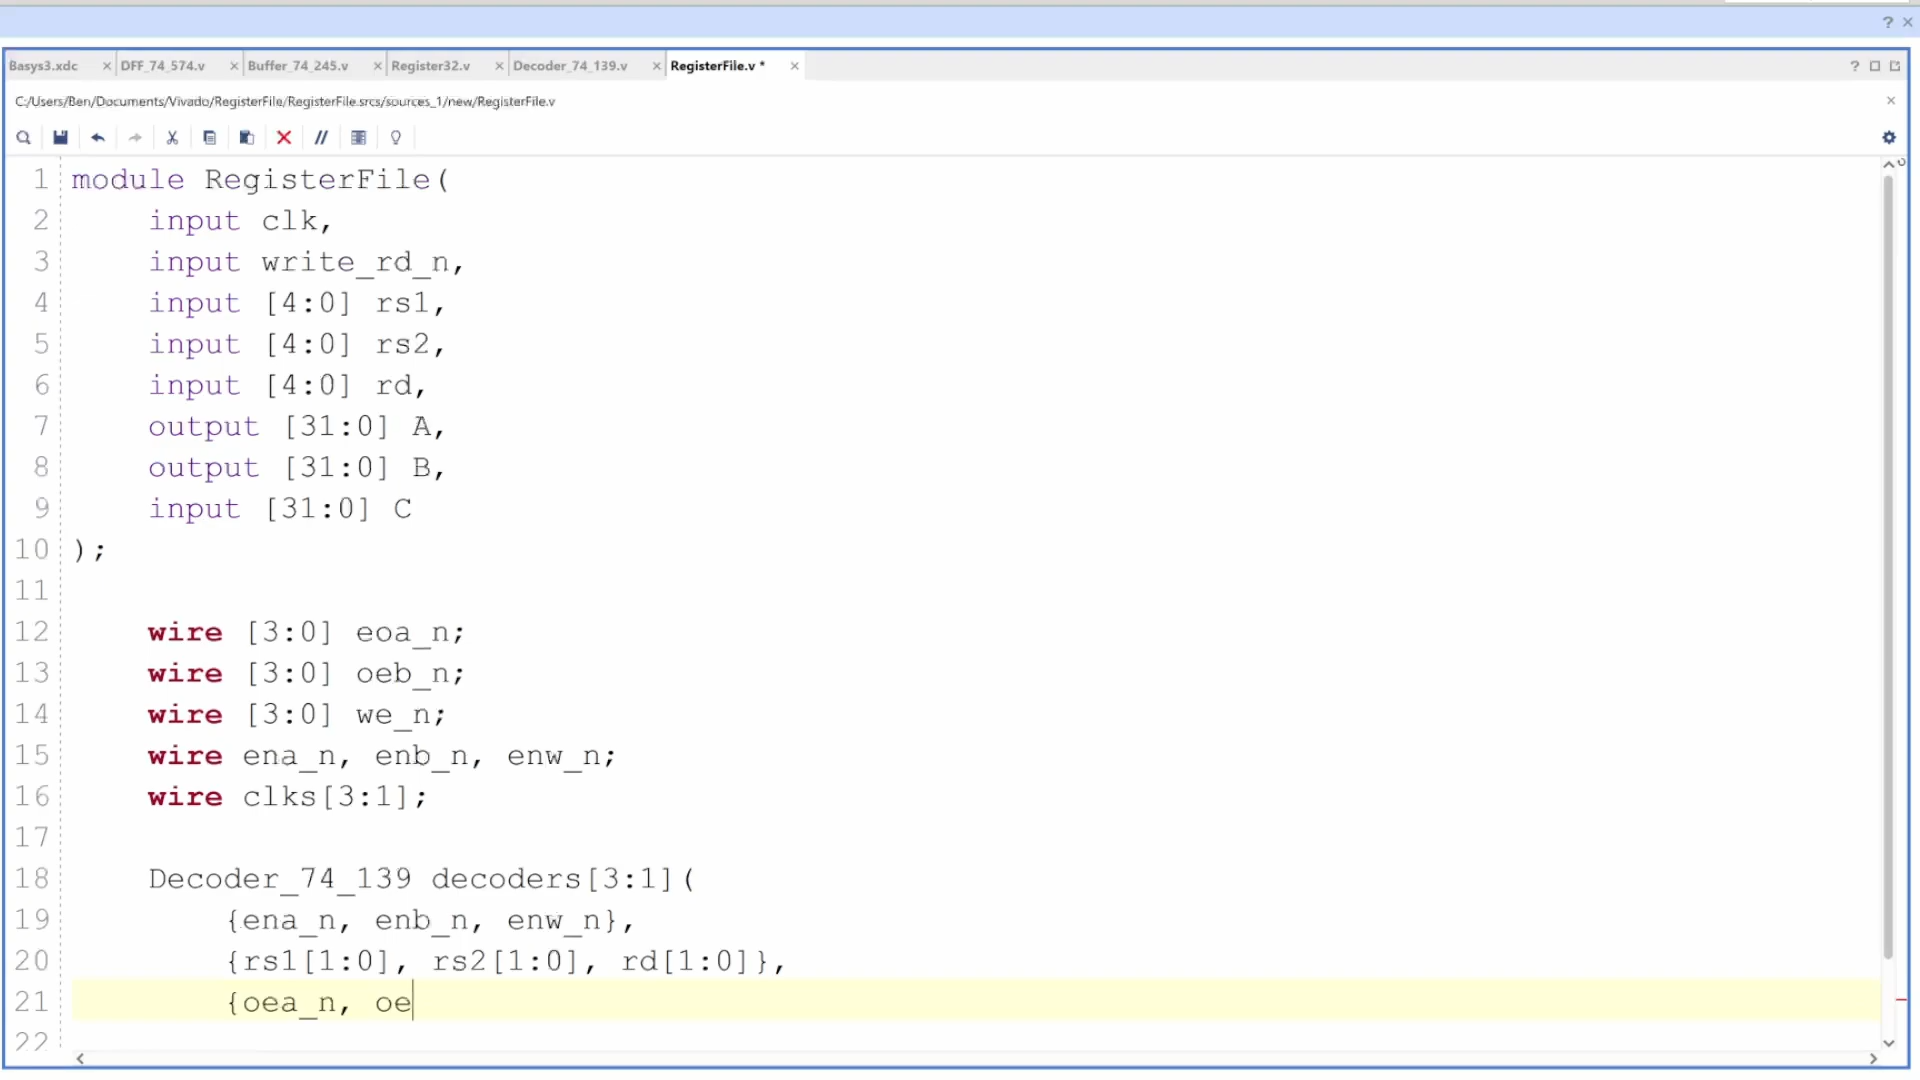 ? ×
Basys3.xdc × DFF_74_574.v × Buffer_74_245.v × Register32.v × Decoder_74_139.v × RegisterFile.v * × ?
C:/Users/Ben/Documents/Vivado/RegisterFile/RegisterFile.srcs/sources_1/new/RegisterFile.v ×
//
1 module RegisterFile(
2 input clk,
3 input write_rd_n,
4 input [4:0] rs1,
5 input [4:0] rs2,
6 input [4:0] rd,
7 output [31:0] A,
8 output [31:0] B,
9 input [31:0] C
10 );
11
12 wire [3:0] eoa_n;
13 wire [3:0] oeb_n;
14 wire [3:0] we_n;
15 wire ena_n, enb_n, enw_n;
16 wire clks[3:1];
17
18 Decoder_74_139 decoders[3:1](
19 {ena_n, enb_n, enw_n},
20 {rs1[1:0], rs2[1:0], rd[1:0]},
21 {oea_n, oe
22